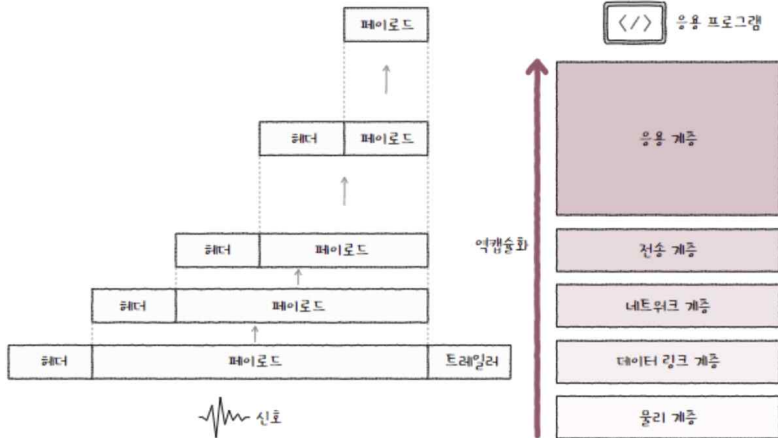 페이로드
</> 응용 프로그램
헤더 페이로드
응용 계층
헤더 페이로드
역캡슐화
전송 계층
헤더 페이로드
네트워크 계층
헤더 페이로드 트레일러
데이터 링크 계층
신호
물리 계층